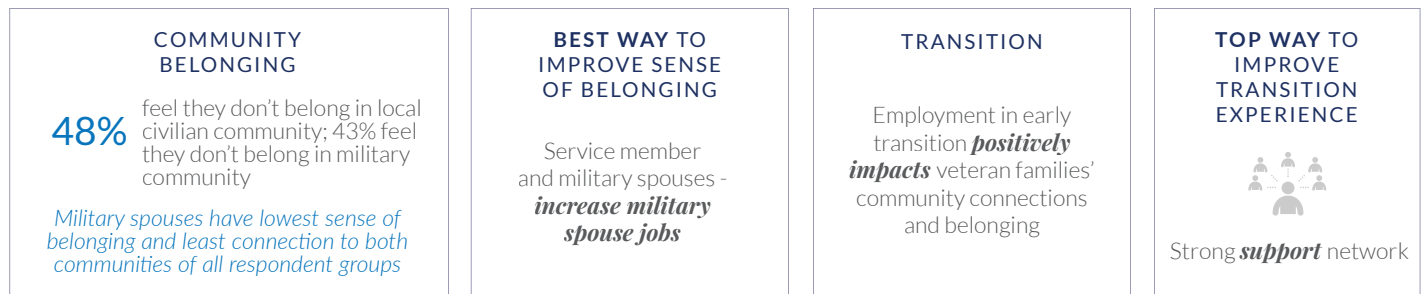 COMMUNITY
BELONGING
48%
feel they don’t belong in local
civilian community; 43% feel
they don’t belong in military
community
Military spouses have lowest sense of
belonging and least connection to both
communities of all respondent groups
BEST WAY TO
IMPROVE SENSE
OF BELONGING
Service member
and military spouses -
increase military
spouse jobs
TRANSITION
Employment in early
transition positively
impacts veteran families’
community connections
and belonging
TOP WAY TO
IMPROVE
TRANSITION
EXPERIENCE
Strong support network